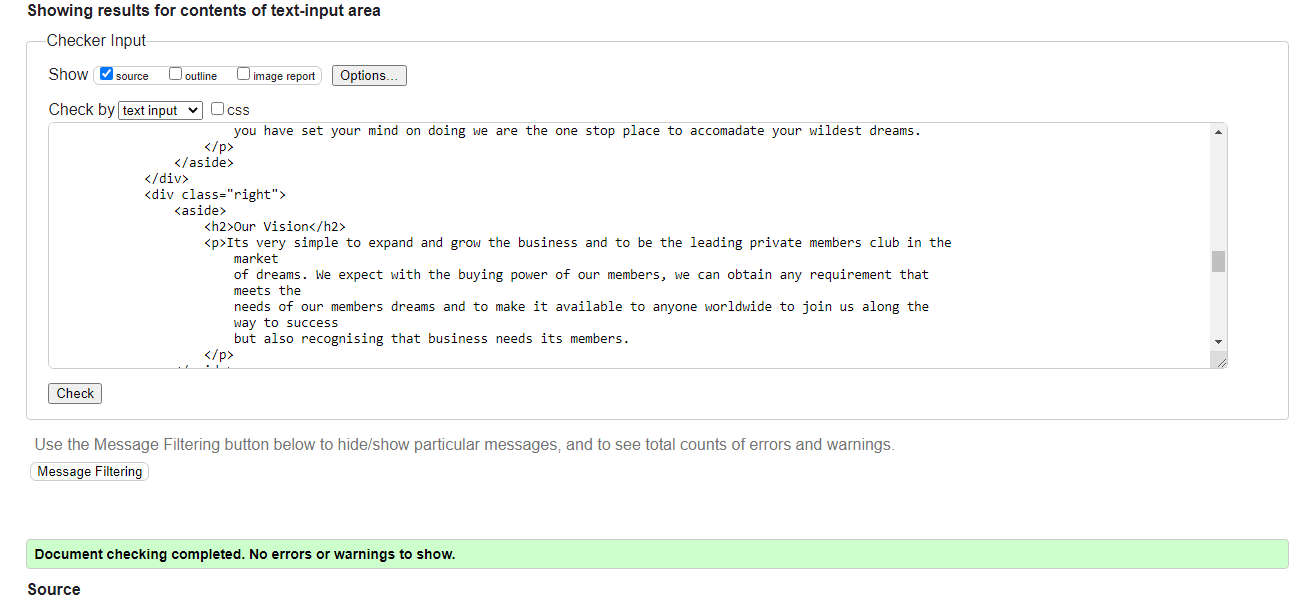 Showing results for contents of text-input area
Checker Input
Show source outline image report Options...
Check by text input css
you have set your mind on doing we are the one stop place to accomadate your wildest dreams.
</p>
</aside>
</div>
<div class="right">
<aside>
<h2>Our Vision</h2>
<p>Its very simple to expand and grow the business and to be the leading private members club in the
market
of dreams. We expect with the buying power of our members, we can obtain any requirement that
meets the
needs of our members dreams and to make it available to anyone worldwide to join us along the
way to success
but also recognising that business needs its members.
</p>
Check
Use the Message Filtering button below to hide/show particular messages, and to see total counts of errors and warnings.
Message Filtering
Document checking completed. No errors or warnings to show.
Source